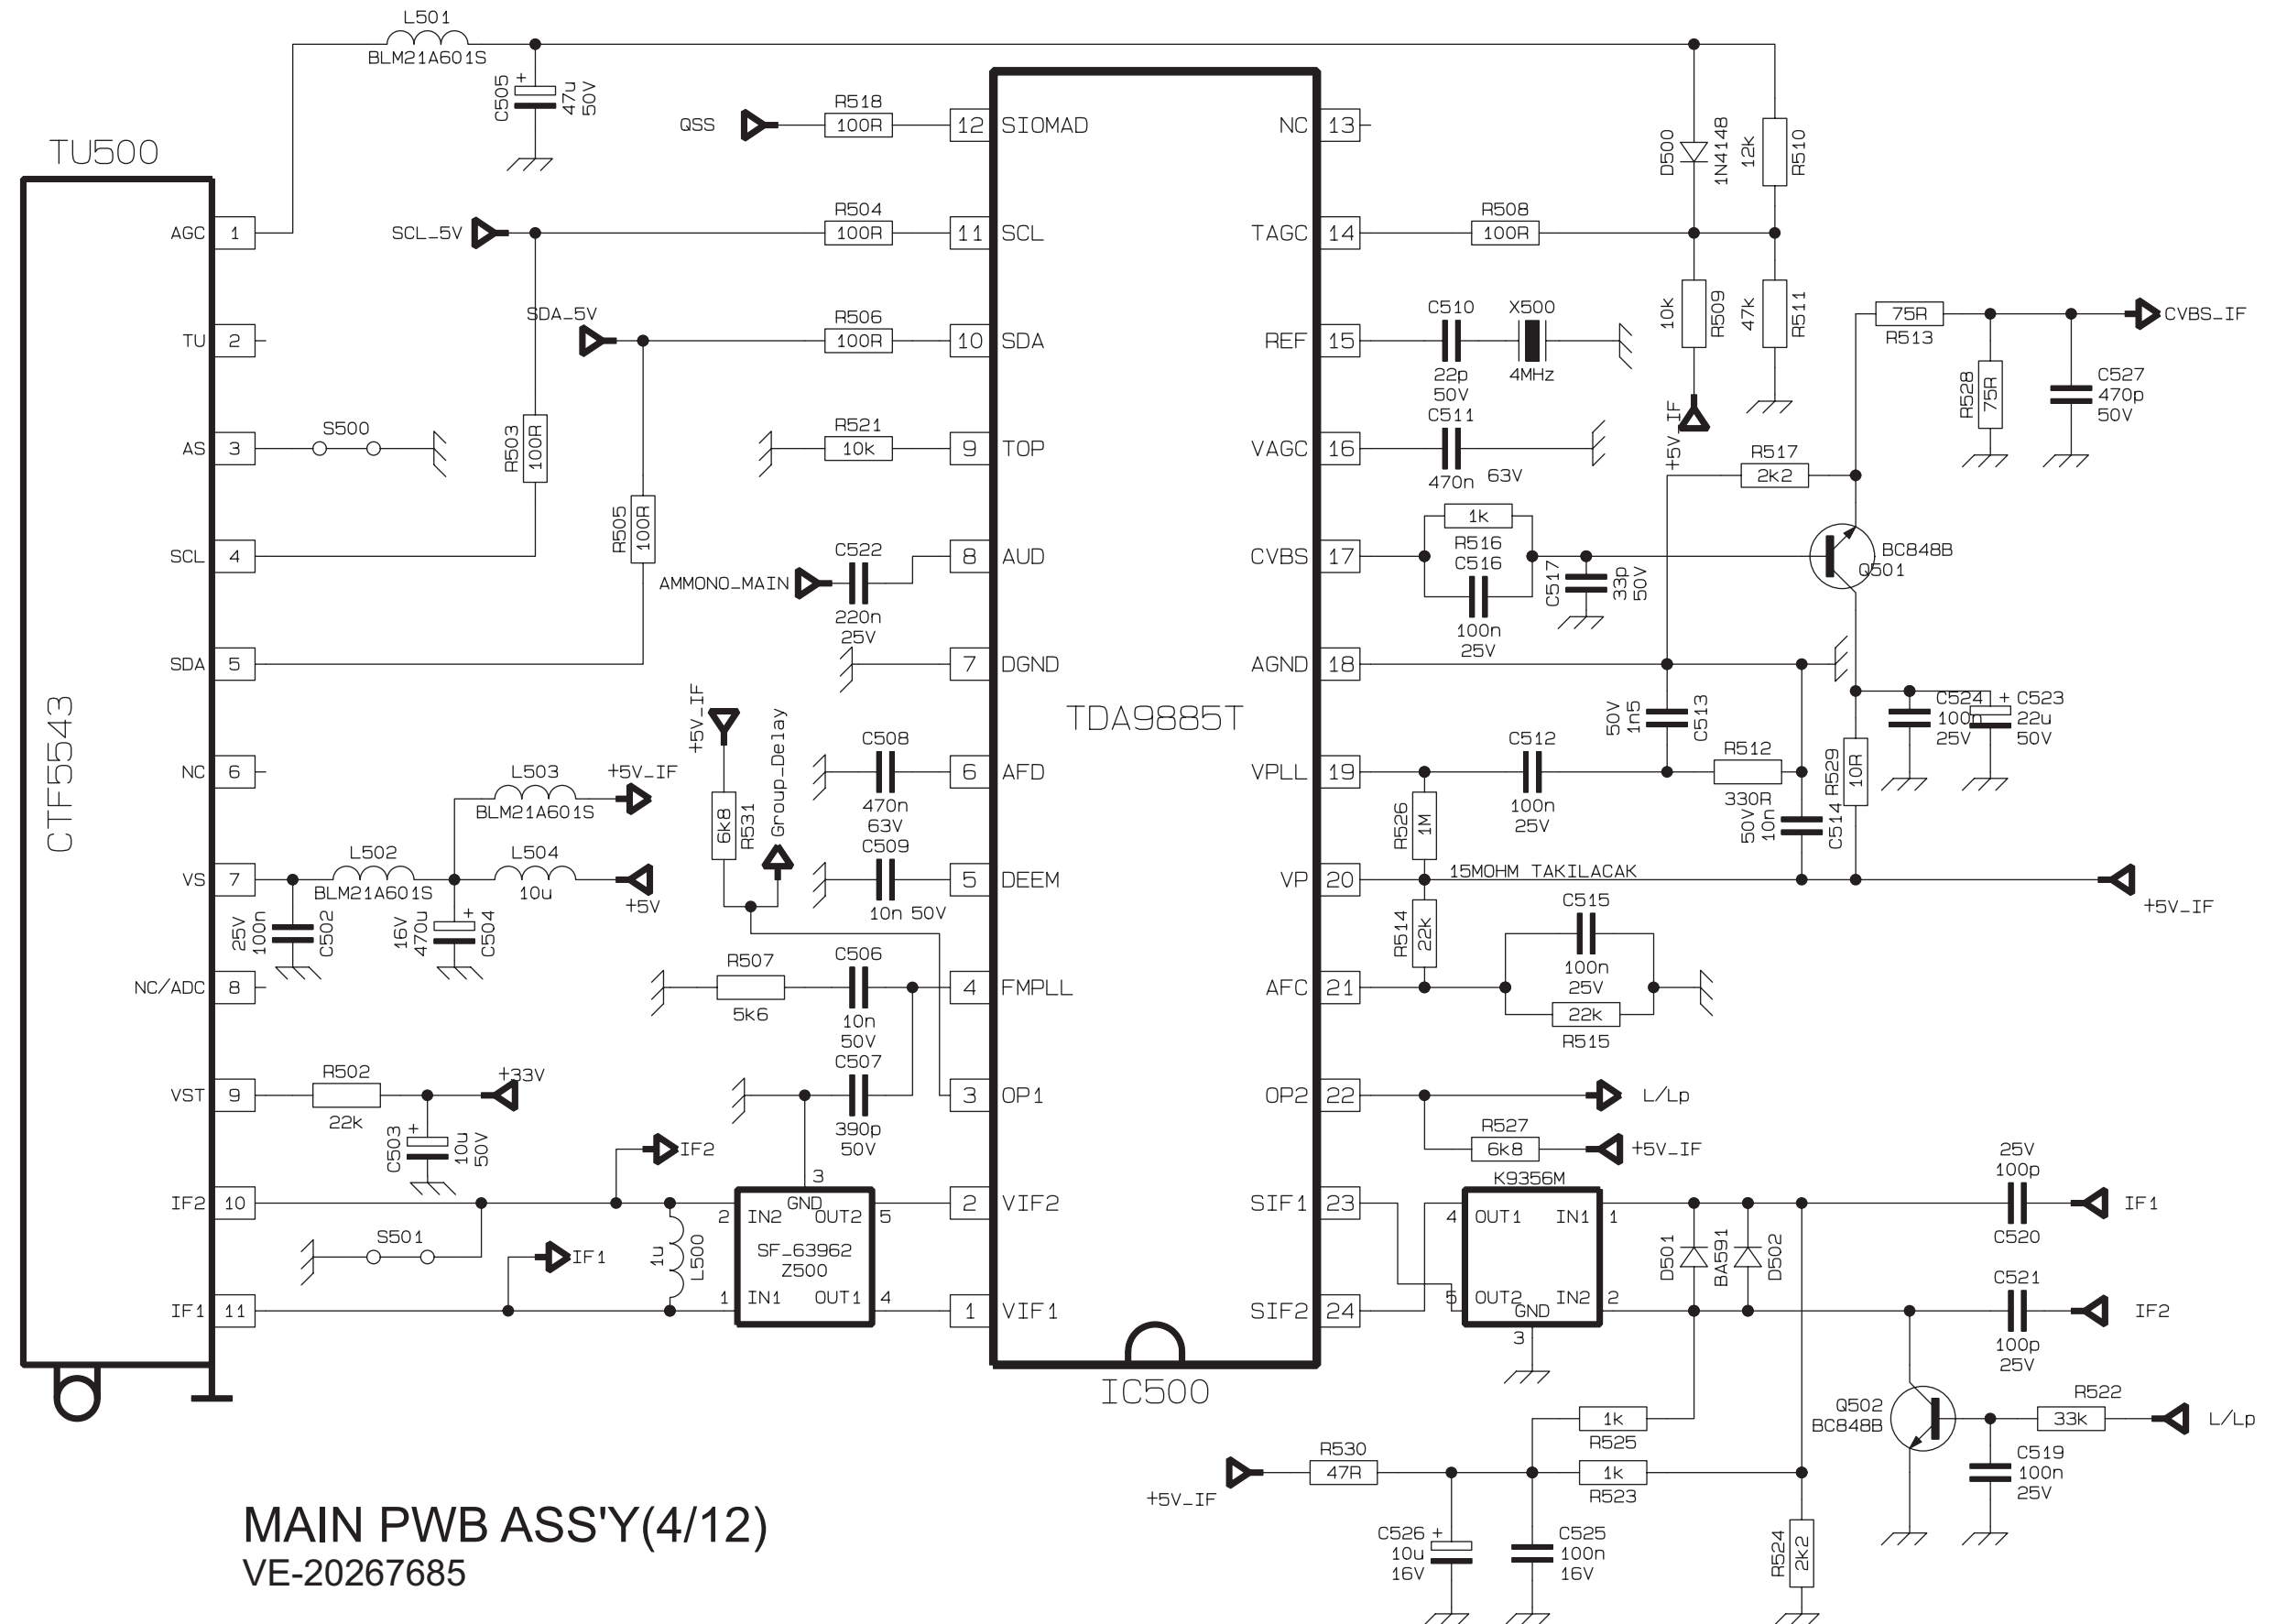 L501
BLM21A601S
C505
+
47u
50V
TU500
CTF5543
AGC 1
TU 2
AS 3
SCL 4
SDA 5
NC 6
VS 7
NC/ADC 8
VST 9
IF2 10
IF1 11
QSS
R518
100R
SCL_5V
R504
100R
SDA_5V
R506
100R
S500
R503
100R
R505
100R
R521
10k
AMMONO_MAIN
C522
220n
25V
+5V_IF
6k8
R531
Group_Delay
C508
470n
63V
C509
10n 50V
L503
BLM21A601S
+5V_IF
L502
BLM21A601S
L504
10u
+5V
25V
100n
C502
16V
470u
+
C504
R507
5k6
C506
10n
50V
C507
390p
50V
R502
22k
+33V
C503
+
10u
50V
IF2
S501
IF1
1u
L500
3
GND
2 IN2 OUT2 5
SF_63962
Z500
1 IN1 OUT1 4
12 SIOMAD
11 SCL
10 SDA
9 TOP
8 AUD
7 DGND
6 AFD
5 DEEM
4 FMPLL
3 OP1
2 VIF2
1 VIF1
TDA9885T
IC500
NC 13
TAGC 14
REF 15
VAGC 16
CVBS 17
AGND 18
VPLL 19
VP 20
AFC 21
OP2 22
SIF1 23
SIF2 24
D500
1N4148
12k
R510
R508
100R
10k
R509
47k
R511
+5V_IF
C510
22p
50V
X500
4MHz
C511
470n 63V
75R
R513
CVBS_IF
R528
75R
C527
470p
50V
R517
2K2
1k
R516
C516
100n
25V
C517
33p
50V
BC848B
Q501
50V
1n5
C513
C512
100n
25V
R512
330R
50V
10n
C514
R529
10R
C524
100n
25V
+
C523
22u
50V
R526
1M
15MOHM TAKILACAK
+5V_IF
R514
22k
C515
100n
25V
22k
R515
L/Lp
R527
6k8
+5V_IF
K9356M
4 OUT1 IN1 1
5 OUT2 IN2 2
GND
3
D501
BA591
D502
25V
100p
C520
IF1
C521
100p
25V
IF2
Q502
BC848B
R522
33k
L/Lp
C519
100n
25V
1k
R525
+5V_IF
R530
47R
1k
R523
C526 +
10u
16V
C525
100n
16V
R524
2k2
MAIN PWB ASS'Y(4/12)
VE-20267685